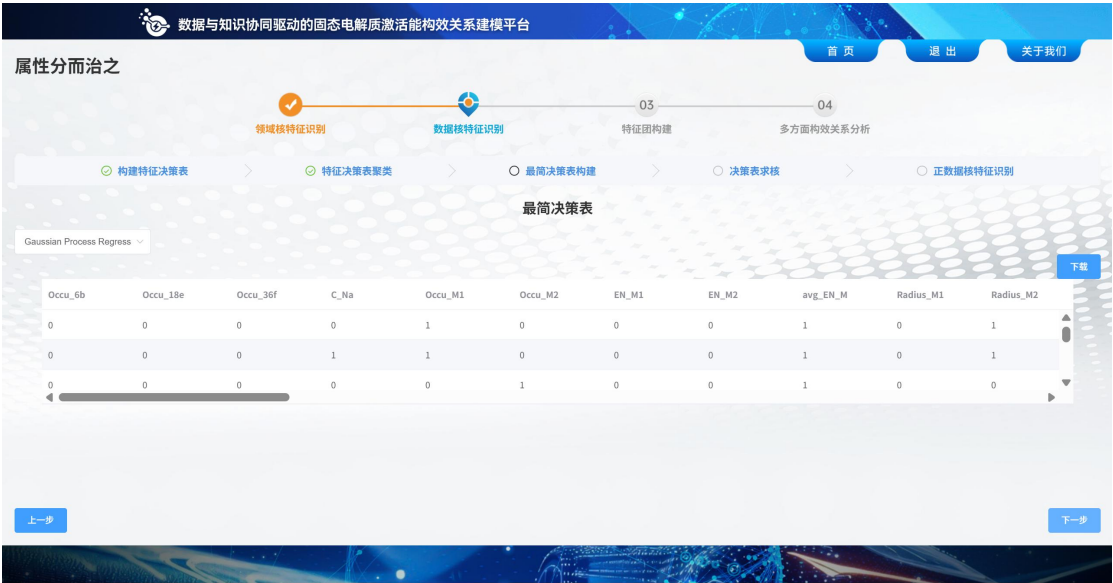 数据与知识协同驱动的固态电解质激活能构效关系建模平台
首 页 退 出 关于我们
属性分而治之
03 04
领域核特征识别 数据核特征识别 特征团构建 多方面构效关系分析
构建特征决策表 特征决策表聚类 最简决策表构建 决策表求核 正数据核特征识别
最简决策表
Gaussian Process Regress
下载
Occu_6b Occu_18e Occu_36f C_Na Occu_M1 Occu_M2 EN_M1 EN_M2 avg_EN_M Radius_M1 Radius_M2
0 0 0 0 1 0 0 0 1 0 1
0 0 0 1 1 0 0 0 1 0 1
0 0 0 0 0 1 0 0 1 0 0
上一步 下一步